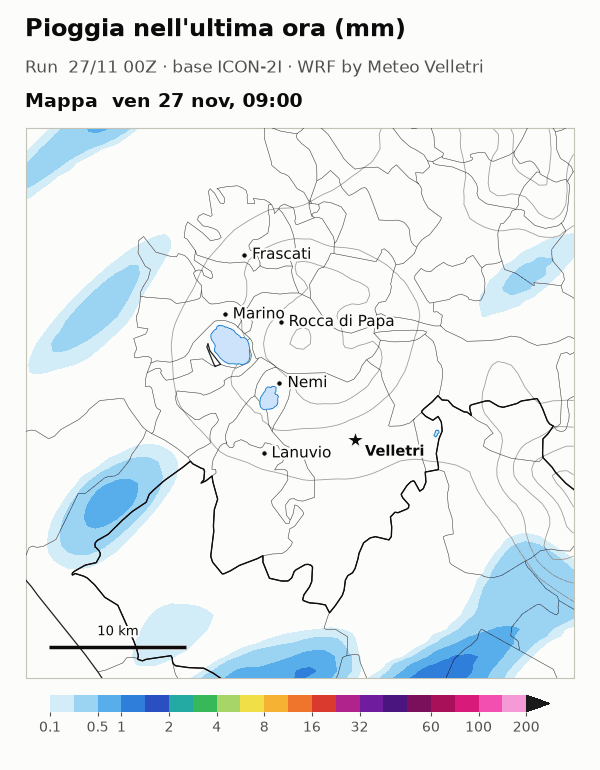 Pioggia nell'ultima ora (mm)
Run  27/11 00Z · base ICON-2I · WRF by Meteo Velletri
Mappa  ven 27 nov, 09:00
Frascati
Marino
Rocca di Papa
Nemi
Velletri
Lanuvio
10 km
0.1 0.5 1 2 4 8 16 32 60 100 200